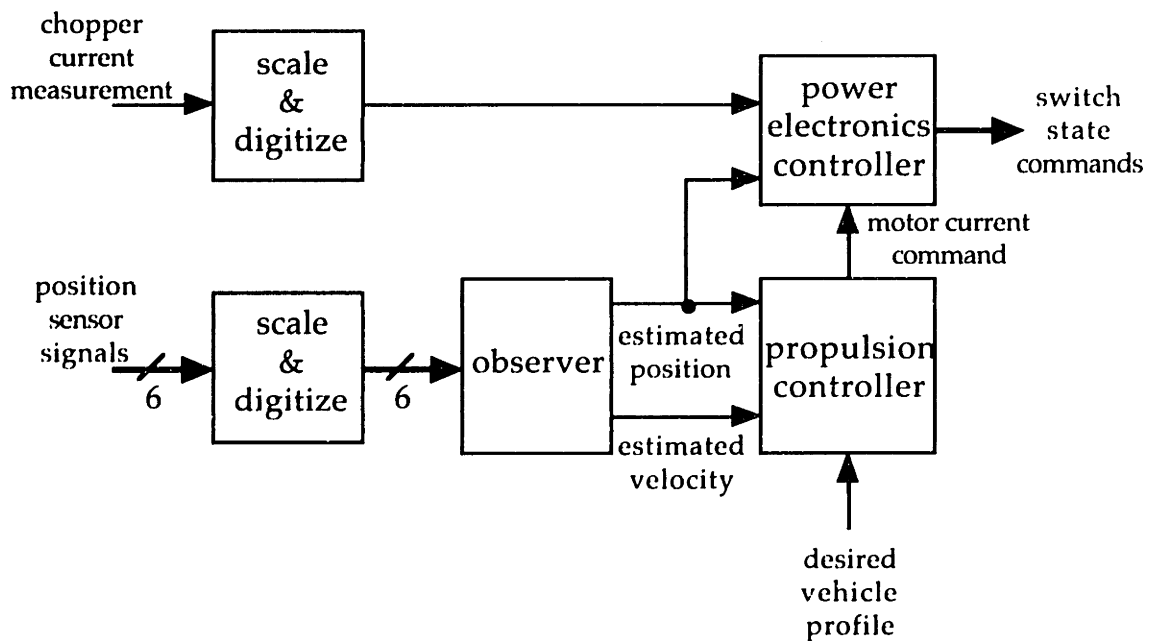 chopper
current
measurement
scale
&
digitize
power
electronics
controller
switch
state
commands
motor current
command
position
sensor
signals
6
scale
&
digitize
6
observer
estimated
position
estimated
velocity
propulsion
controller
desired
vehicle
profile